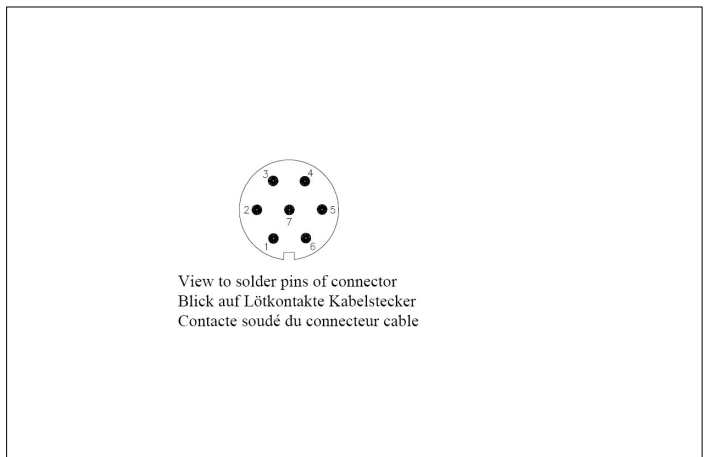 3 4
2 7 5
1 6
View to solder pins of connector
Blick auf Lötkontakte Kabelstecker
Contacte soudé du connecteur cable